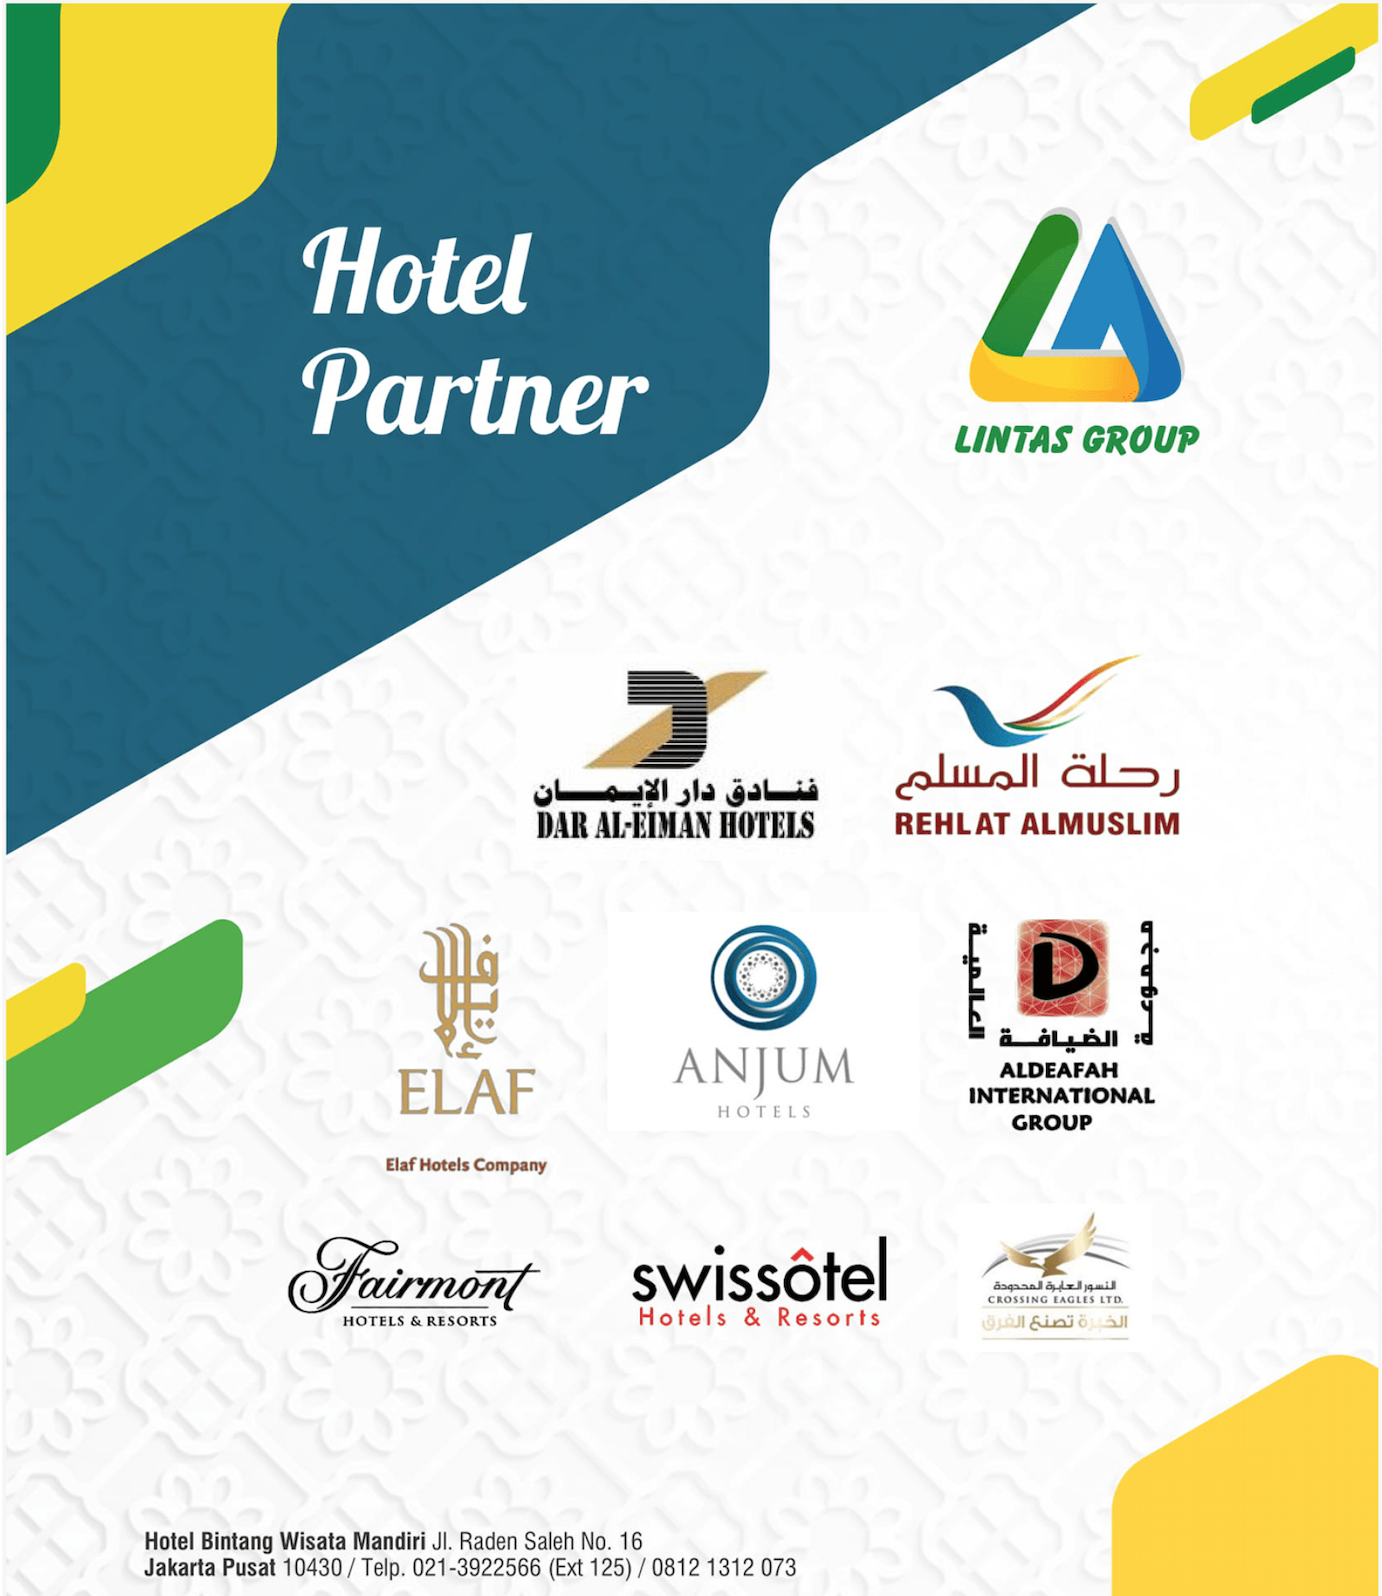 Hotel
Partner
LINTAS GROUP
فنادق دار الإيمان
DAR AL-EIMAN HOTELS
رحلة المسلم
REHLAT ALMUSLIM
إيلاف
ELAF
Elaf Hotels Company
ANJUM
HOTELS
مجموعة
الضيافة
العالمية
D
ALDEAFAH
INTERNATIONAL
GROUP
Fairmont
HOTELS & RESORTS
swissôtel
Hotels & Resorts
النسور العابرة المحدودة
CROSSING EAGLES LTD.
الخبرة تصنع الفرق
Hotel Bintang Wisata Mandiri Jl. Raden Saleh No. 16
Jakarta Pusat 10430 / Telp. 021-3922566 (Ext 125) / 0812 1312 073